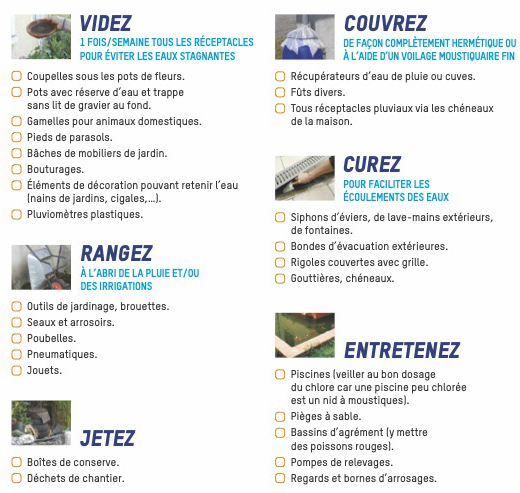 VIDEZ
1 FOIS/SEMAINE TOUS LES RÉCEPTACLES
POUR ÉVITER LES EAUX STAGNANTES
Coupelles sous les pots de fleurs.
Pots avec réserve d'eau et trappe
sans lit de gravier au fond.
Gamelles pour animaux domestiques.
Pieds de parasols.
Bâches de mobiliers de jardin.
Bouturages.
Éléments de décoration pouvant retenir l'eau
(nains de jardins, cigales,...).
Pluviomètres plastiques.
RANGEZ
À L'ABRI DE LA PLUIE ET/OU
DES IRRIGATIONS
Outils de jardinage, brouettes.
Seaux et arrosoirs.
Poubelles.
Pneumatiques.
Jouets.
JETEZ
Boîtes de conserve.
Déchets de chantier.
COUVREZ
DE FAÇON COMPLÈTEMENT HERMÉTIQUE OU
À L'AIDE D'UN VOILAGE MOUSTIQUAIRE FIN
Récupérateurs d'eau de pluie ou cuves.
Fûts divers.
Tous réceptacles pluviaux via les chéneaux
de la maison.
CUREZ
POUR FACILITER LES
ÉCOULEMENTS DES EAUX
Siphons d'éviers, de lave-mains extérieurs,
de fontaines.
Bondes d'évacuation extérieures.
Rigoles couvertes avec grille.
Gouttières, chéneaux.
ENTRETENEZ
Piscines (veiller au bon dosage
du chlore car une piscine peu chlorée
est un nid à moustiques).
Pièges à sable.
Bassins d'agrément (y mettre
des poissons rouges).
Pompes de relevages.
Regards et bornes d'arrosages.